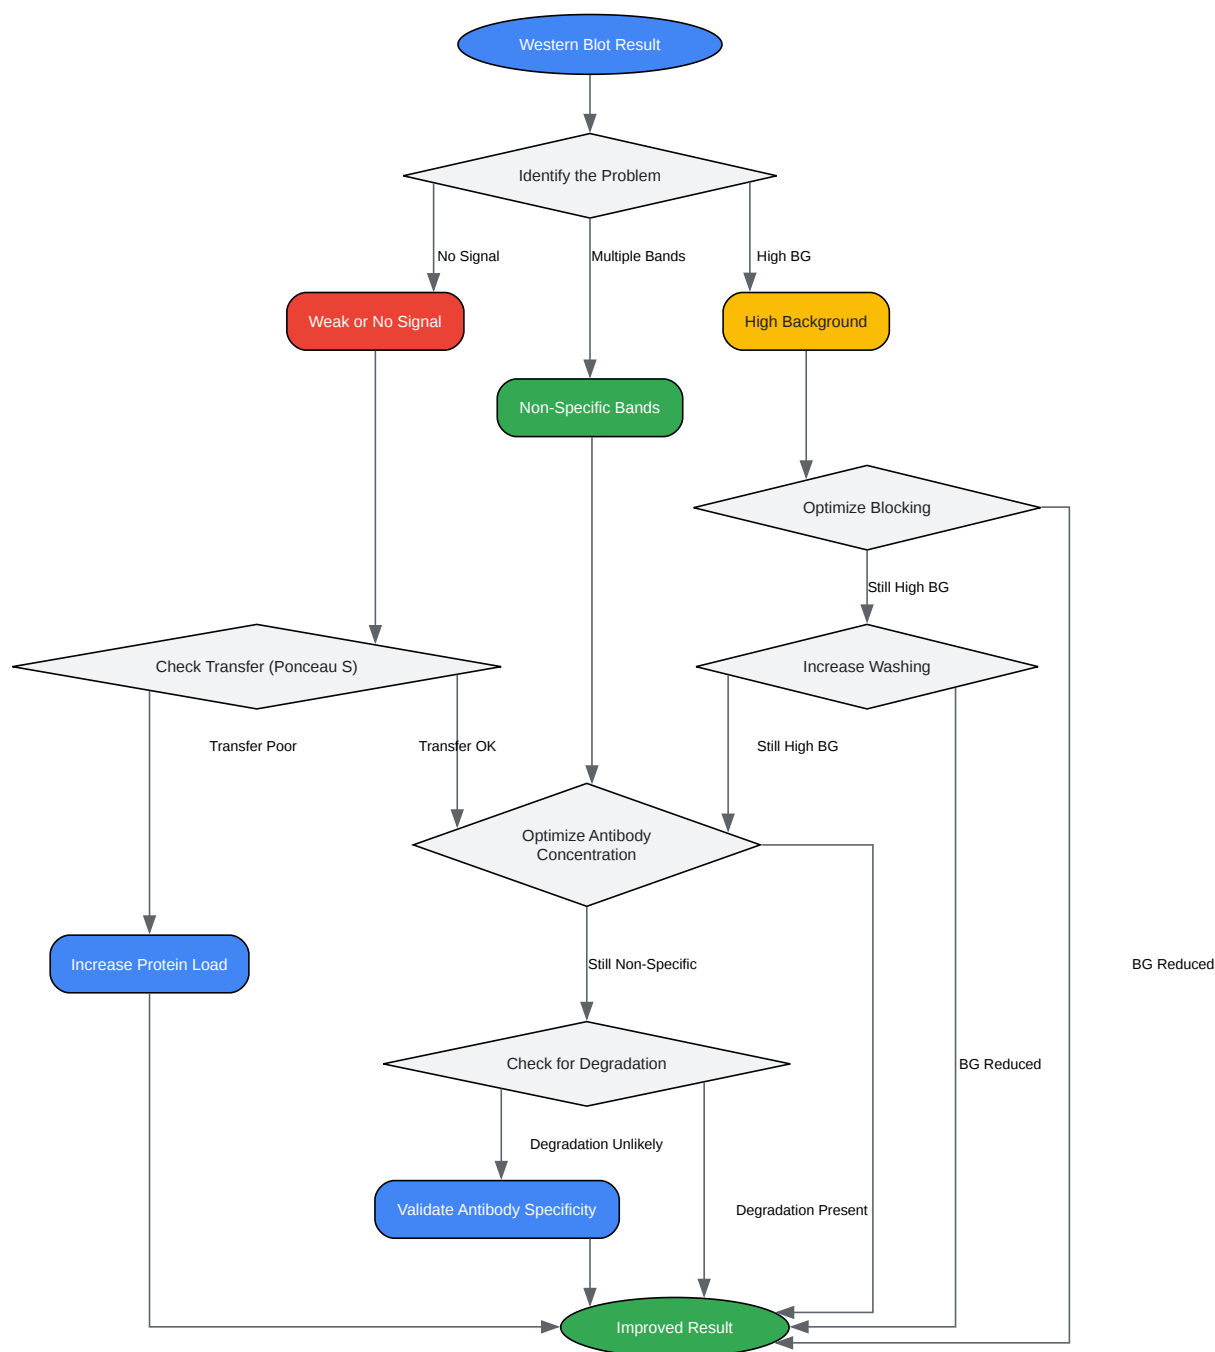 Western Blot Result
Identify the Problem
No Signal
Multiple Bands
High BG
Weak or No Signal
High Background
Non-Specific Bands
Optimize Blocking
Still High BG
Check Transfer (Ponceau S)
Increase Washing
Transfer Poor
Transfer OK
Still High BG
Optimize Antibody
Concentration
Increase Protein Load
Still Non-Specific
BG Reduced
Check for Degradation
BG Reduced
Degradation Unlikely
Validate Antibody Specificity
Degradation Present
Improved Result